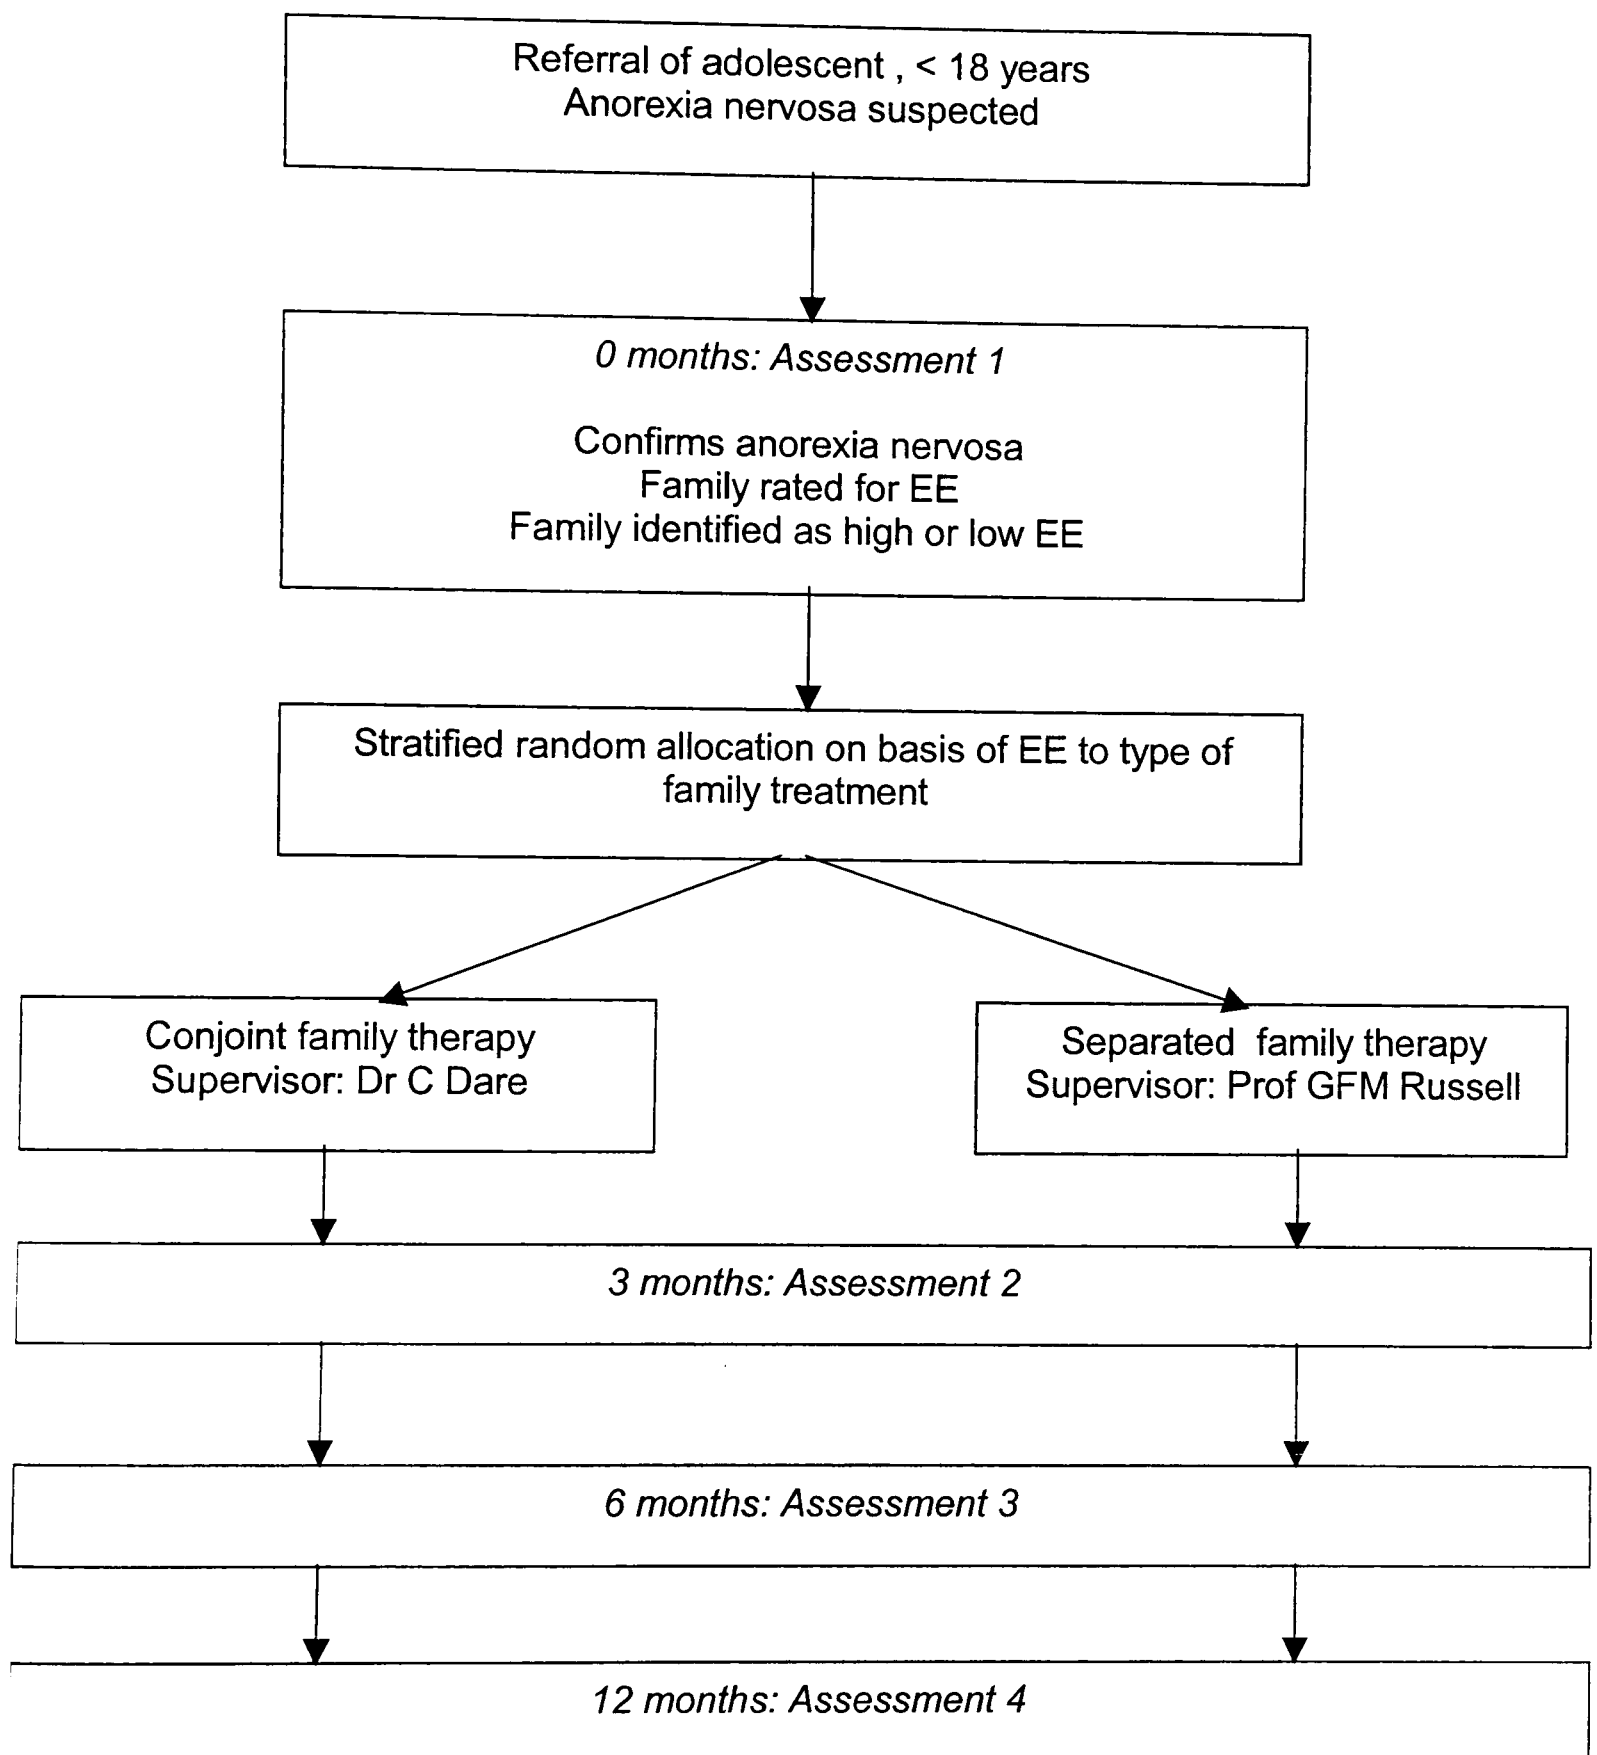 Referral of adolescent , < 18 years
Anorexia nervosa suspected
0 months: Assessment 1
Confirms anorexia nervosa
Family rated for EE
Family identified as high or low EE
Stratified random allocation on basis of EE to type of
family treatment
Conjoint family therapy
Supervisor: Dr C Dare
Separated family therapy
Supervisor: Prof GFM Russell
3 months: Assessment 2
6 months: Assessment 3
12 months: Assessment 4